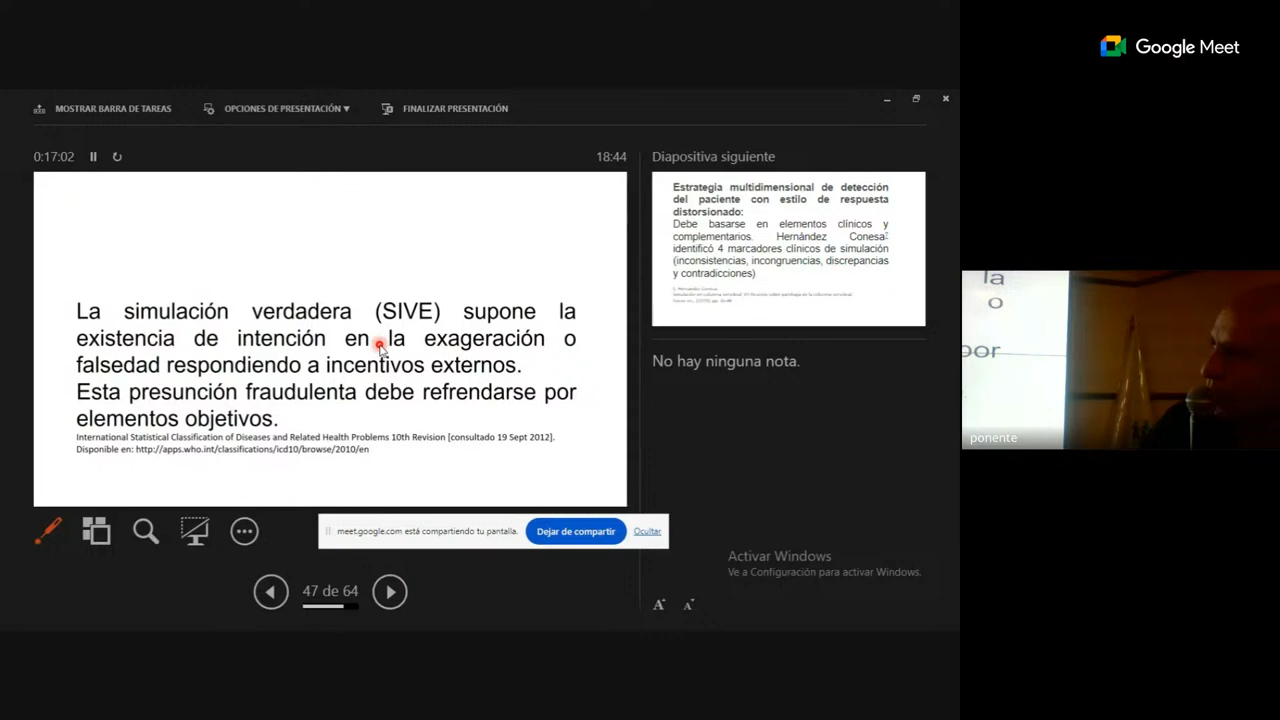 Google Meet
MOSTRAR BARRA DE TAREAS
OPCIONES DE PRESENTACIÓN ▼
FINALIZAR PRESENTACIÓN
0:17:02
18:44
Diapositiva siguiente
La simulación verdadera (SIVE) supone la
existencia de intención en la exageración o
falsedad respondiendo a incentivos externos.
Esta presunción fraudulenta debe refrendarse por
elementos objetivos.
International Statistical Classification of Diseases and Related Health Problems 10th Revision [consultado 19 Sept 2012].
Disponible en: http://apps.who.int/classifications/icd10/browse/2010/en
Estrategia multidimensional de detección
del paciente con estilo de respuesta
distorsionado:
Debe basarse en elementos clínicos y
complementarios. Hernández Conesa
identificó 4 marcadores clínicos de simulación
(inconsistencias, incongruencias, discrepancias
y contradicciones)
No hay ninguna nota.
meet.google.com está compartiendo tu pantalla.
Dejar de compartir
Ocultar
47 de 64
Activar Windows
Ve a Configuración para activar Windows.
A A
la
o
por
ponente